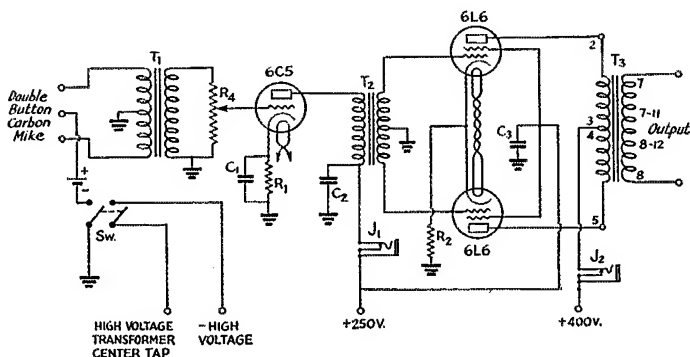 6L6
T1
6C5
T2
2
T3
Double
Button
Carbon
Mike
R4
7
3
4
7-11
8-12
Output
C1
R1
C2
C3
8
+
-
Sw.
J1
R2
6L6
5
J2
HIGH VOLTAGE
TRANSFORMER
CENTER TAP
-HIGH
VOLTAGE
+250V.
+400V.